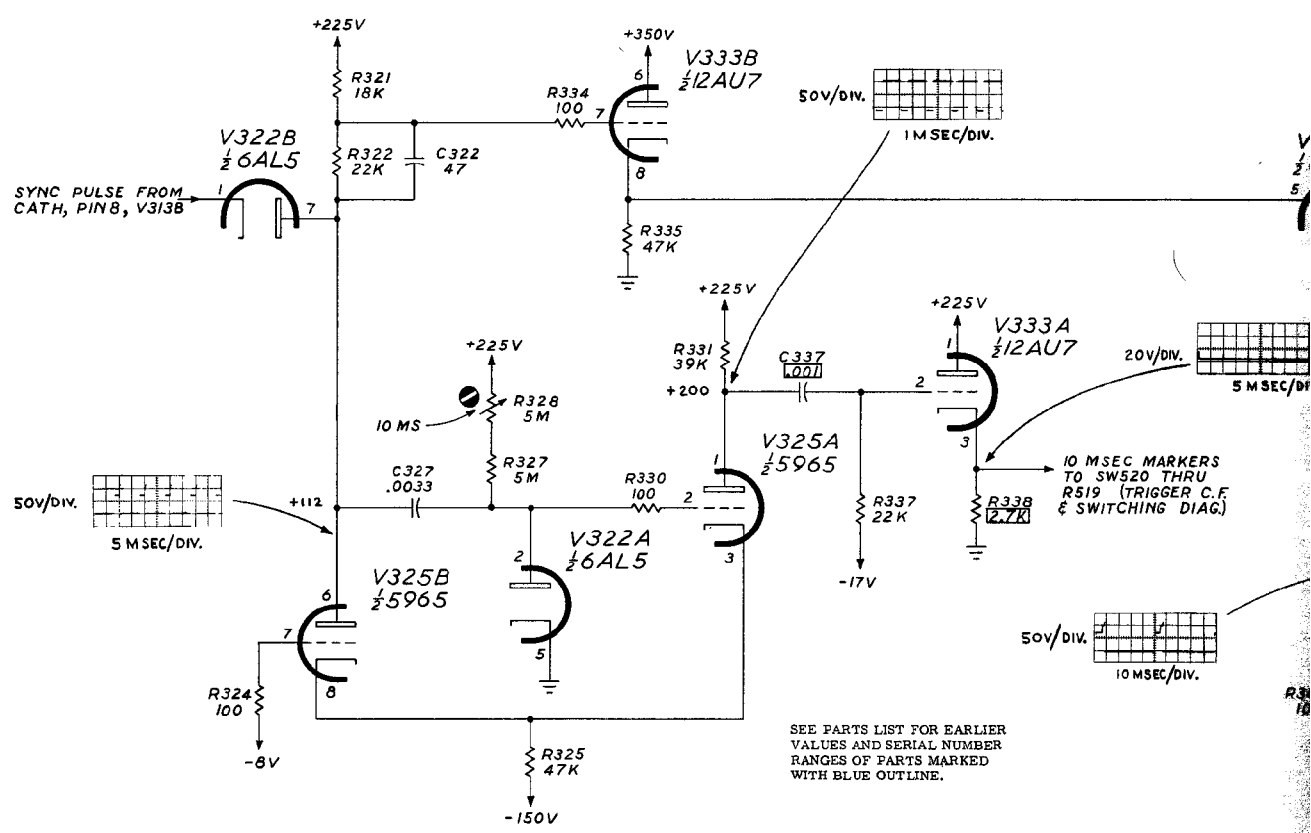 +225V
R321
18K
+350V
V333B
½12AU7
6
7
8
R334
100
50V/DIV.
1 MSEC/DIV.
V322B
½ 6AL5
R322
22K
C322
47
SYNC PULSE FROM
CATH, PIN 8, V313B
1
7
R335
47K
5
+225V
R331
39K
+200
C337
.001
+225V
V333A
½12AU7
1
2
3
20V/DIV.
+225V
R328
5M
10 MS
R327
5M
C327
.0033
R330
100
V325A
½5965
1
2
3
R337
22K
-17V
R338
2.7K
10 MSEC MARKERS
TO SW520 THRU
R519 (TRIGGER C.F.
& SWITCHING DIAG.)
50V/DIV.
5 MSEC/DIV.
+112
V322A
½6AL5
2
5
V325B
½5965
6
7
8
50V/DIV.
10 MSEC/DIV.
R324
100
-8V
R325
47K
-150V
SEE PARTS LIST FOR EARLIER
VALUES AND SERIAL NUMBER
RANGES OF PARTS MARKED
WITH BLUE OUTLINE.